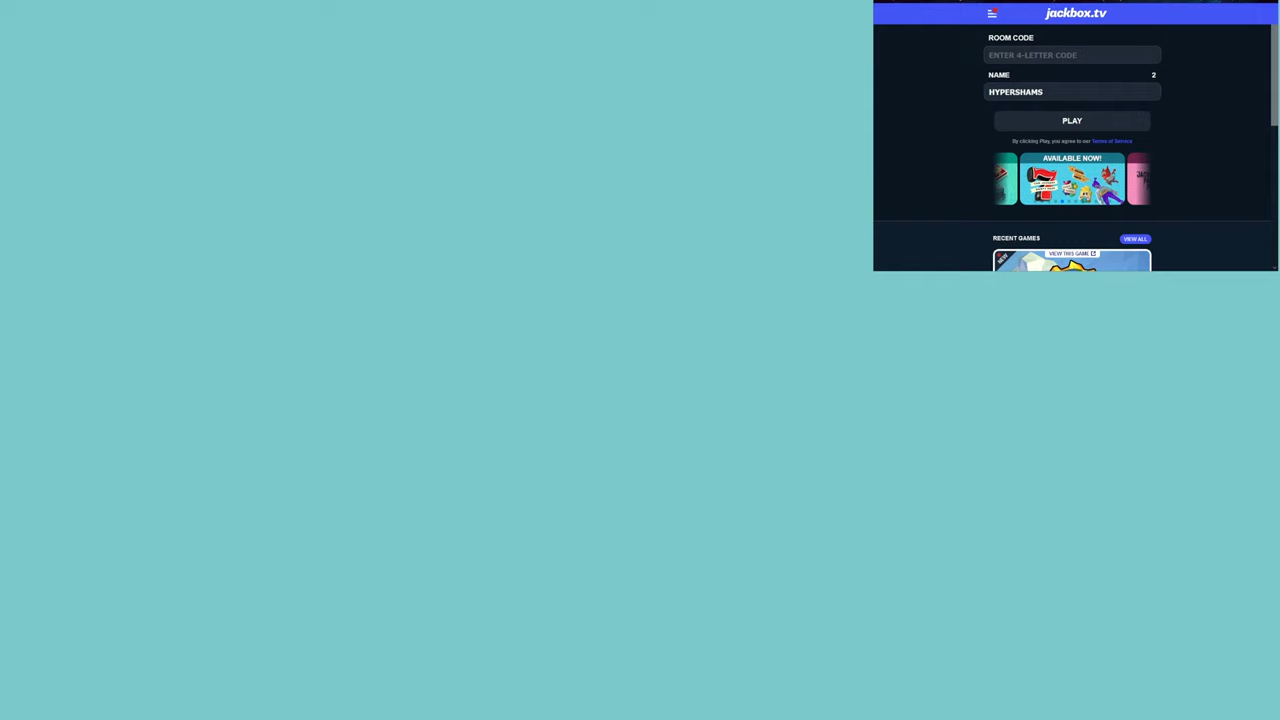 jackbox.tv
ROOM CODE
ENTER 4-LETTER CODE
NAME 2
HYPERSHAMS
PLAY
By clicking Play, you agree to our Terms of Service
AVAILABLE NOW!
RECENT GAMES VIEW ALL
NEW
VIEW THIS GAME